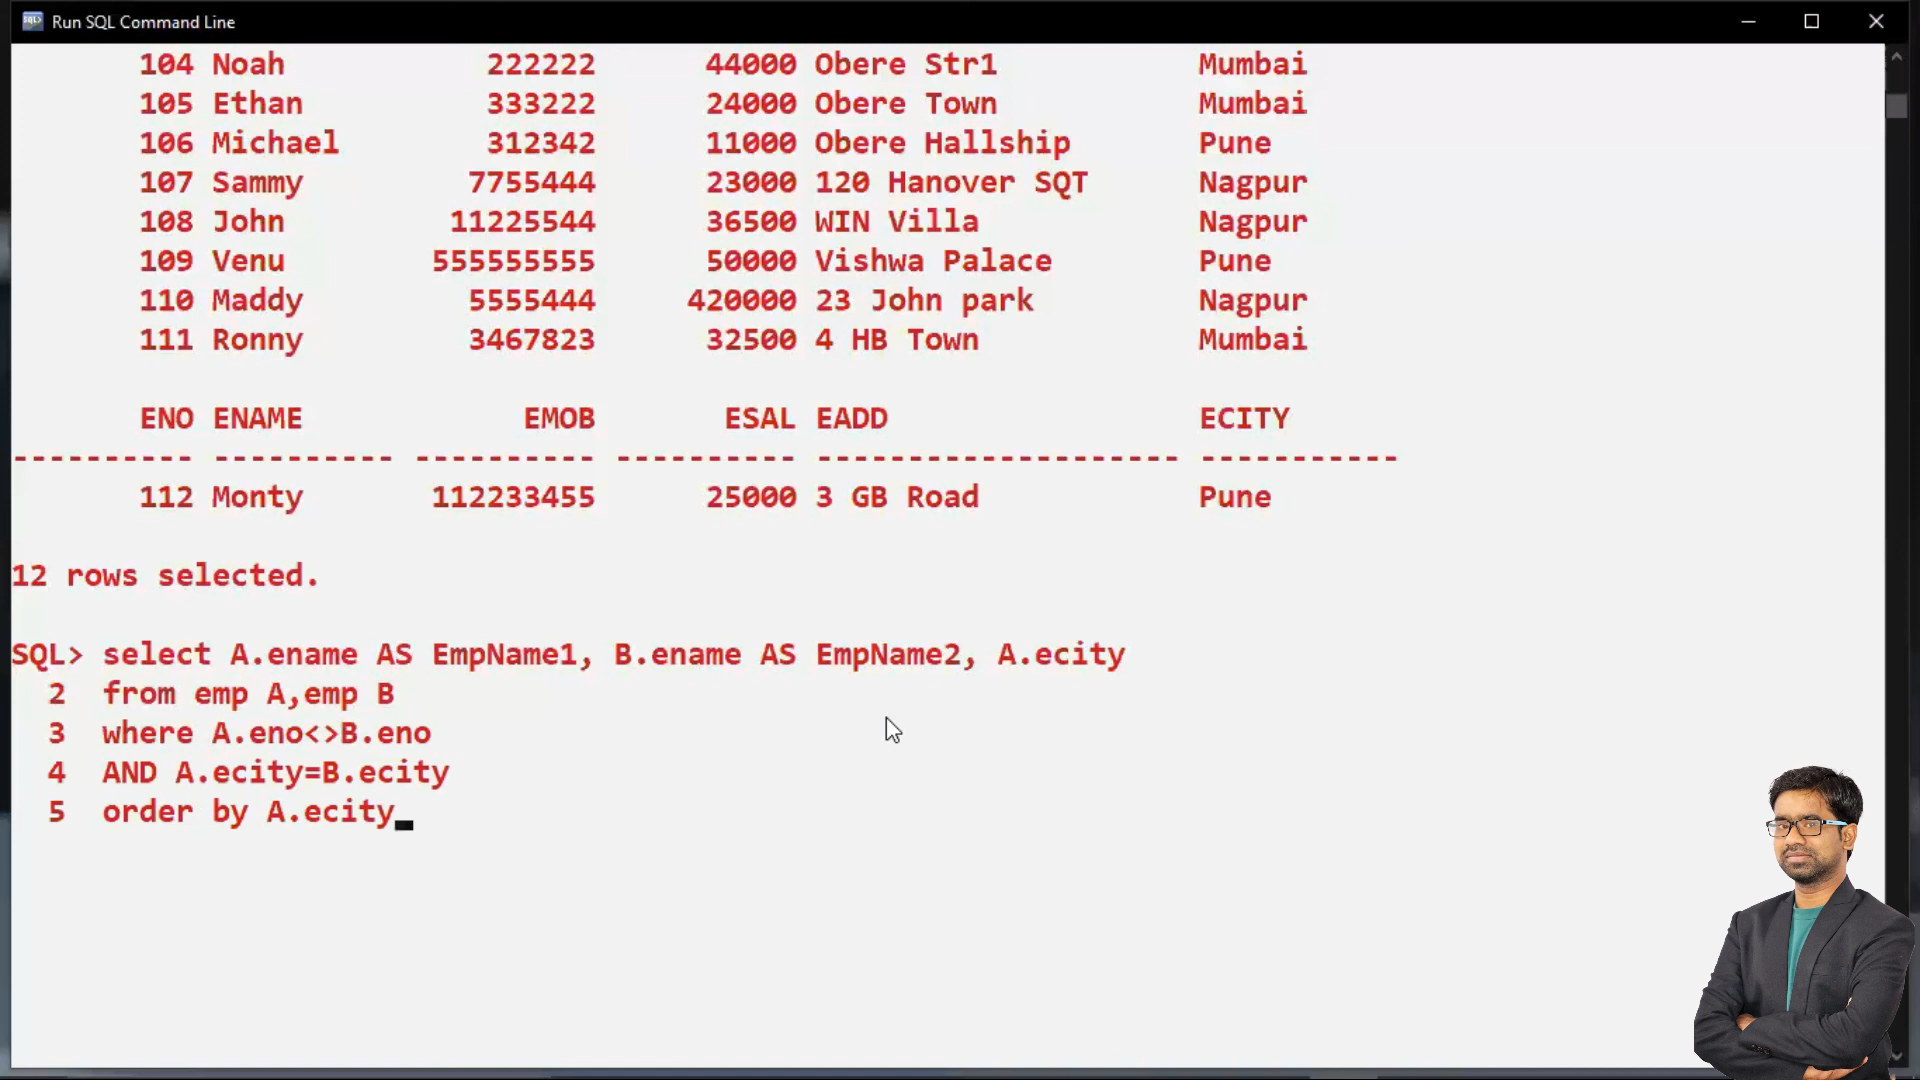 Run SQL Command Line
104 Noah 222222 44000 Obere Str1 Mumbai
105 Ethan 333222 24000 Obere Town Mumbai
106 Michael 312342 11000 Obere Hallship Pune
107 Sammy 7755444 23000 120 Hanover SQT Nagpur
108 John 11225544 36500 WIN Villa Nagpur
109 Venu 555555555 50000 Vishwa Palace Pune
110 Maddy 5555444 420000 23 John park Nagpur
111 Ronny 3467823 32500 4 HB Town Mumbai
ENO ENAME EMOB ESAL EADD ECITY
---------- ---------- ---------- ---------- -------------------- -----------
112 Monty 112233455 25000 3 GB Road Pune
12 rows selected.
SQL> select A.ename AS EmpName1, B.ename AS EmpName2, A.ecity
2 from emp A,emp B
3 where A.eno<>B.eno
4 AND A.ecity=B.ecity
5 order by A.ecity